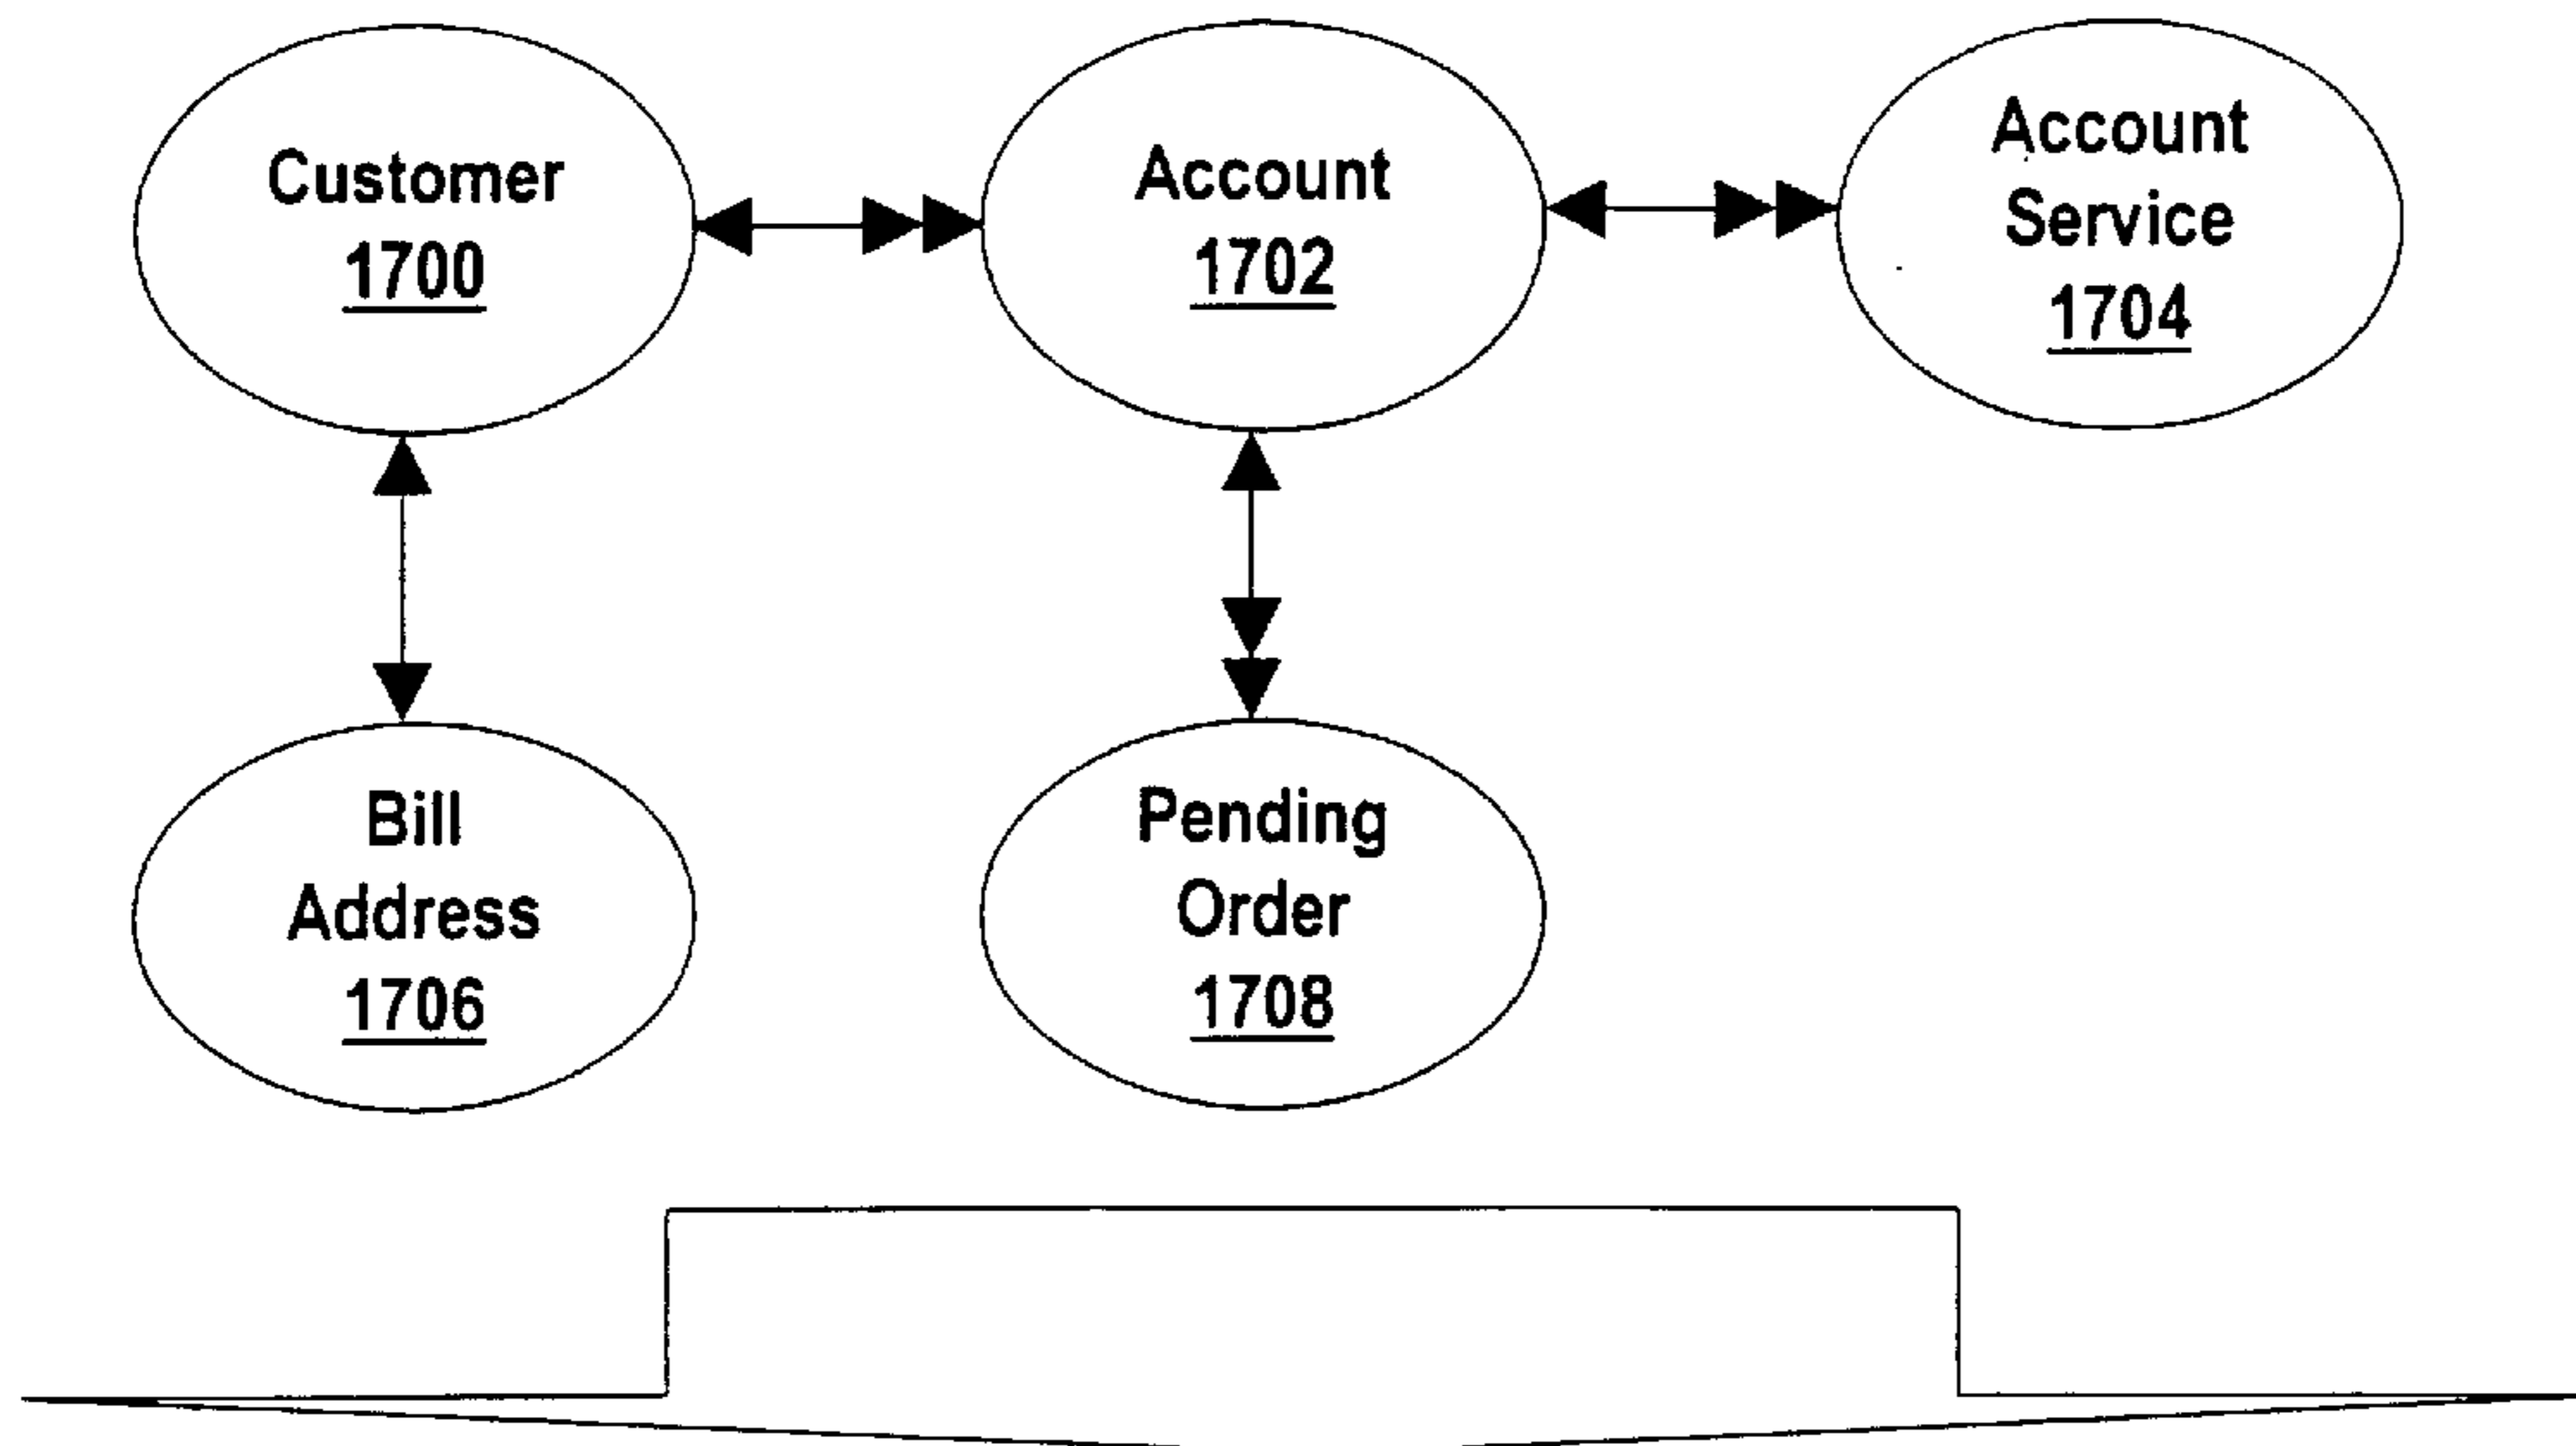 Customer
1700
Account
1702
Account
Service
1704
Bill
Address
1706
Pending
Order
1708